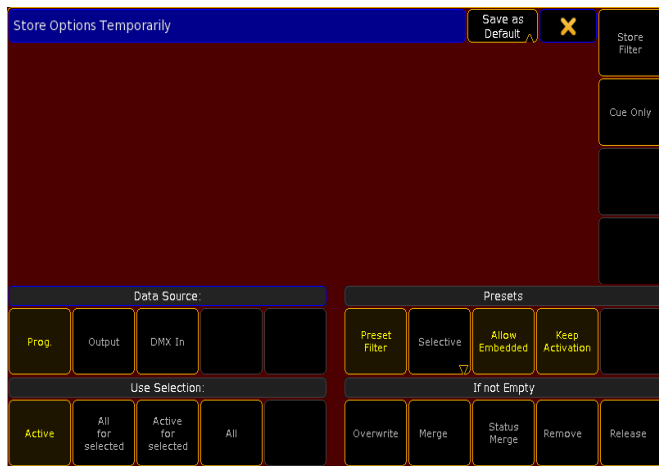 Store Options Temporarily
Save as
Default
Store
Filter
Cue Only
Data Source:
Presets
Prog.
Output
DMX In
Preset
Filter
Selective
Allow
Embedded
Keep
Activation
Use Selection:
If not Empty
Active
All
for
selected
Active
for
selected
All
Overwrite
Merge
Status
Merge
Remove
Release